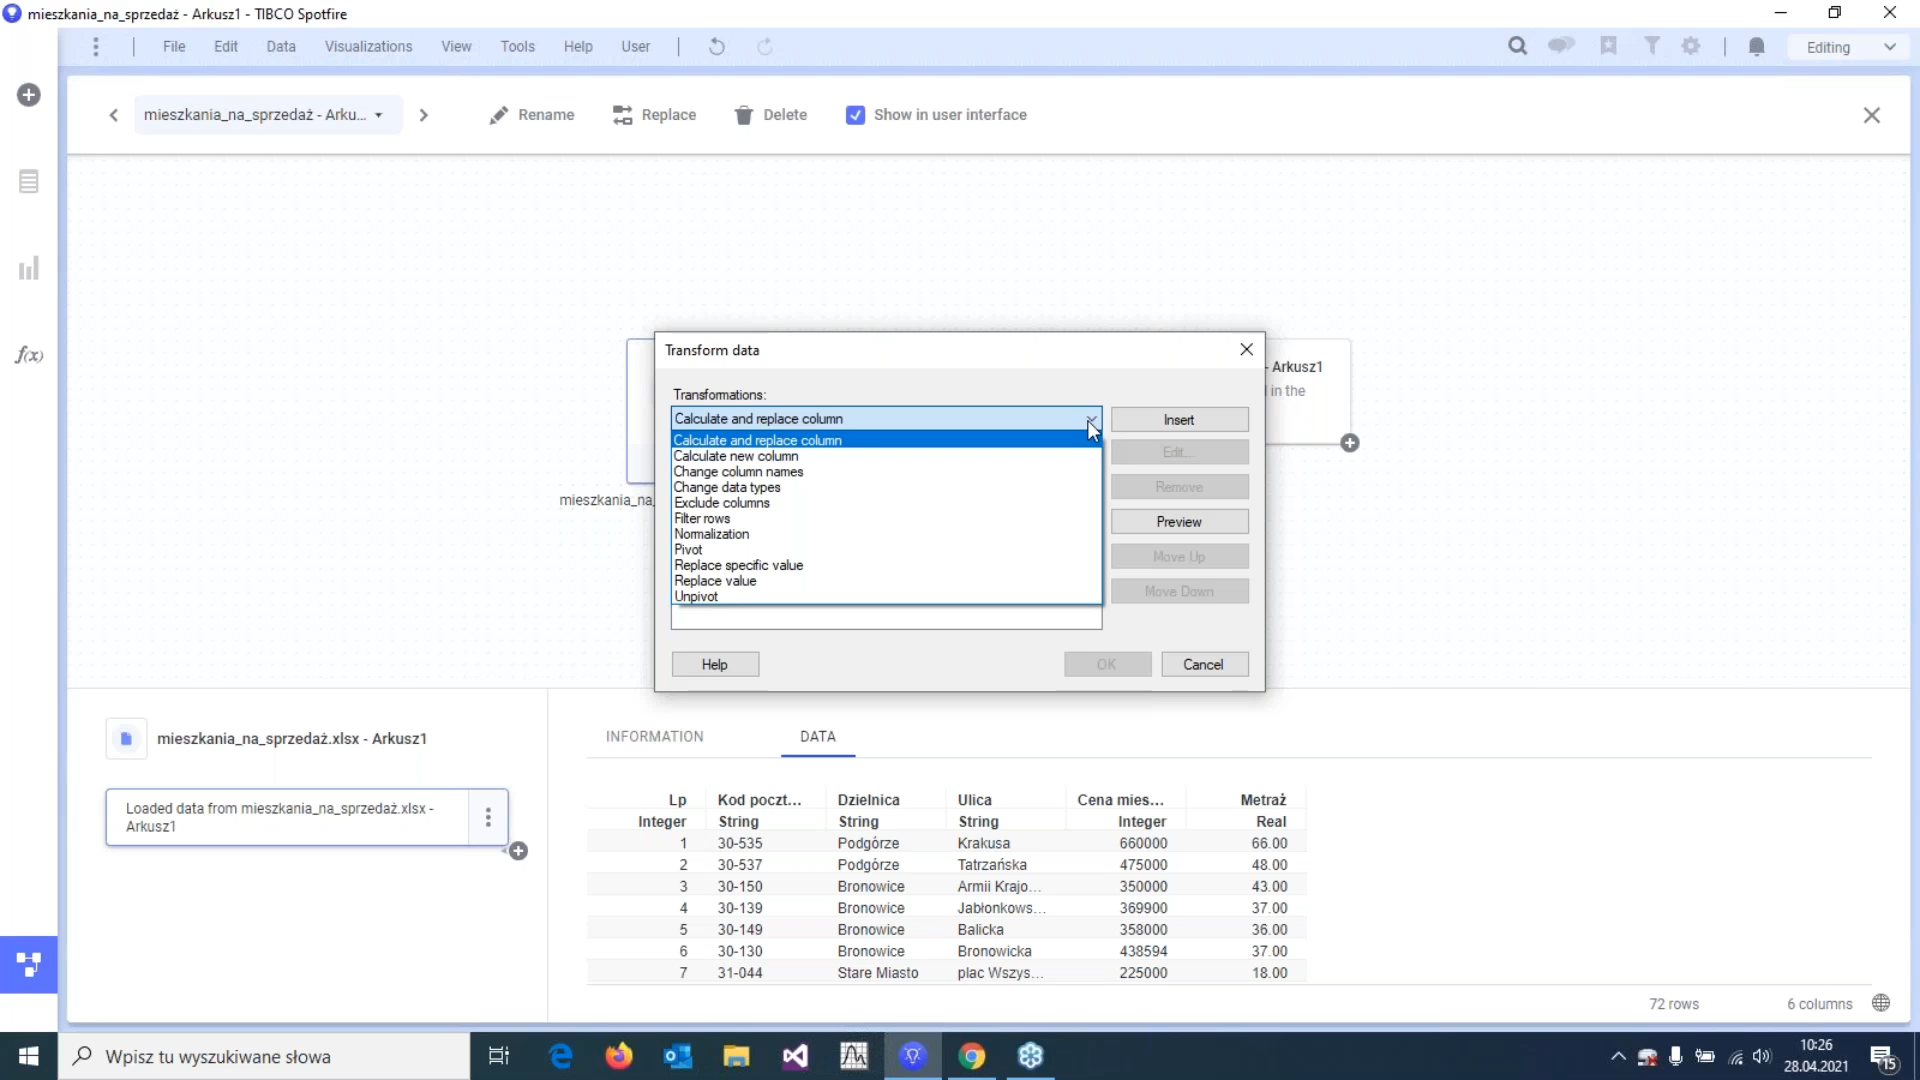 mieszkania_na_sprzedaż - Arkusz1 - TIBCO Spotfire
File Edit Data Visualizations View Tools Help User Editing
mieszkania_na_sprzedaż - Arku... Rename Replace Delete Show in user interface
f(x)
Transform data
- Arkusz1
in the
mieszkania_na_
Transformations:
Calculate and replace column
Calculate and replace column
Calculate new column
Change column names
Change data types
Exclude columns
Filter rows
Normalization
Pivot
Replace specific value
Replace value
Unpivot
Insert
Edit...
Remove
Preview
Move Up
Move Down
Help OK Cancel
mieszkania_na_sprzedaż.xlsx - Arkusz1
Loaded data from mieszkania_na_sprzedaż.xlsx -
Arkusz1
INFORMATION DATA
Lp Kod poczt... Dzielnica Ulica Cena mies... Metraż
Integer String String String Integer Real
1 30-535 Podgórze Krakusa 660000 66.00
2 30-537 Podgórze Tatrzańska 475000 48.00
3 30-150 Bronowice Armii Krajo... 350000 43.00
4 30-139 Bronowice Jabłonkows... 369900 37.00
5 30-149 Bronowice Balicka 358000 36.00
6 30-130 Bronowice Bronowicka 438594 37.00
7 31-044 Stare Miasto plac Wszys... 225000 18.00
72 rows 6 columns
Wpisz tu wyszukiwane słowa
10:26
28.04.2021
15